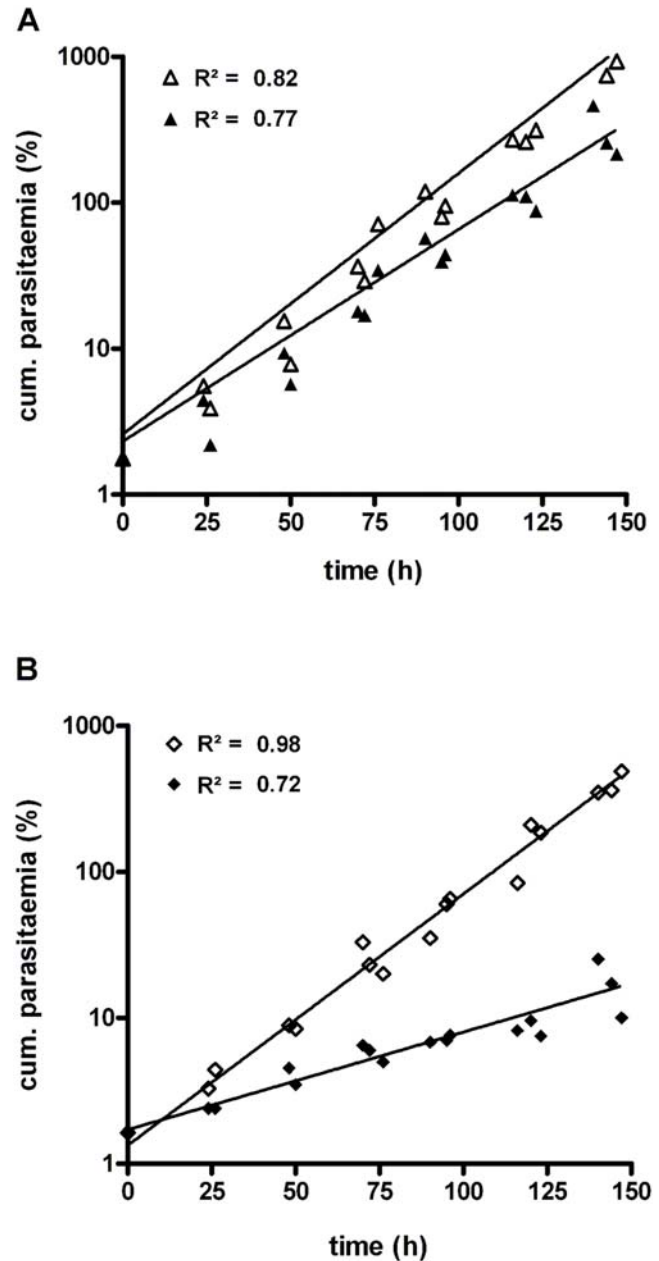 A
1000
△ R² = 0.82
▲ R² = 0.77
100
10
1
cum. parasitaemia (%)
0 25 50 75 100 125 150
time (h)
B
1000
◇ R² = 0.98
◆ R² = 0.72
100
10
1
cum. parasitaemia (%)
0 25 50 75 100 125 150
time (h)